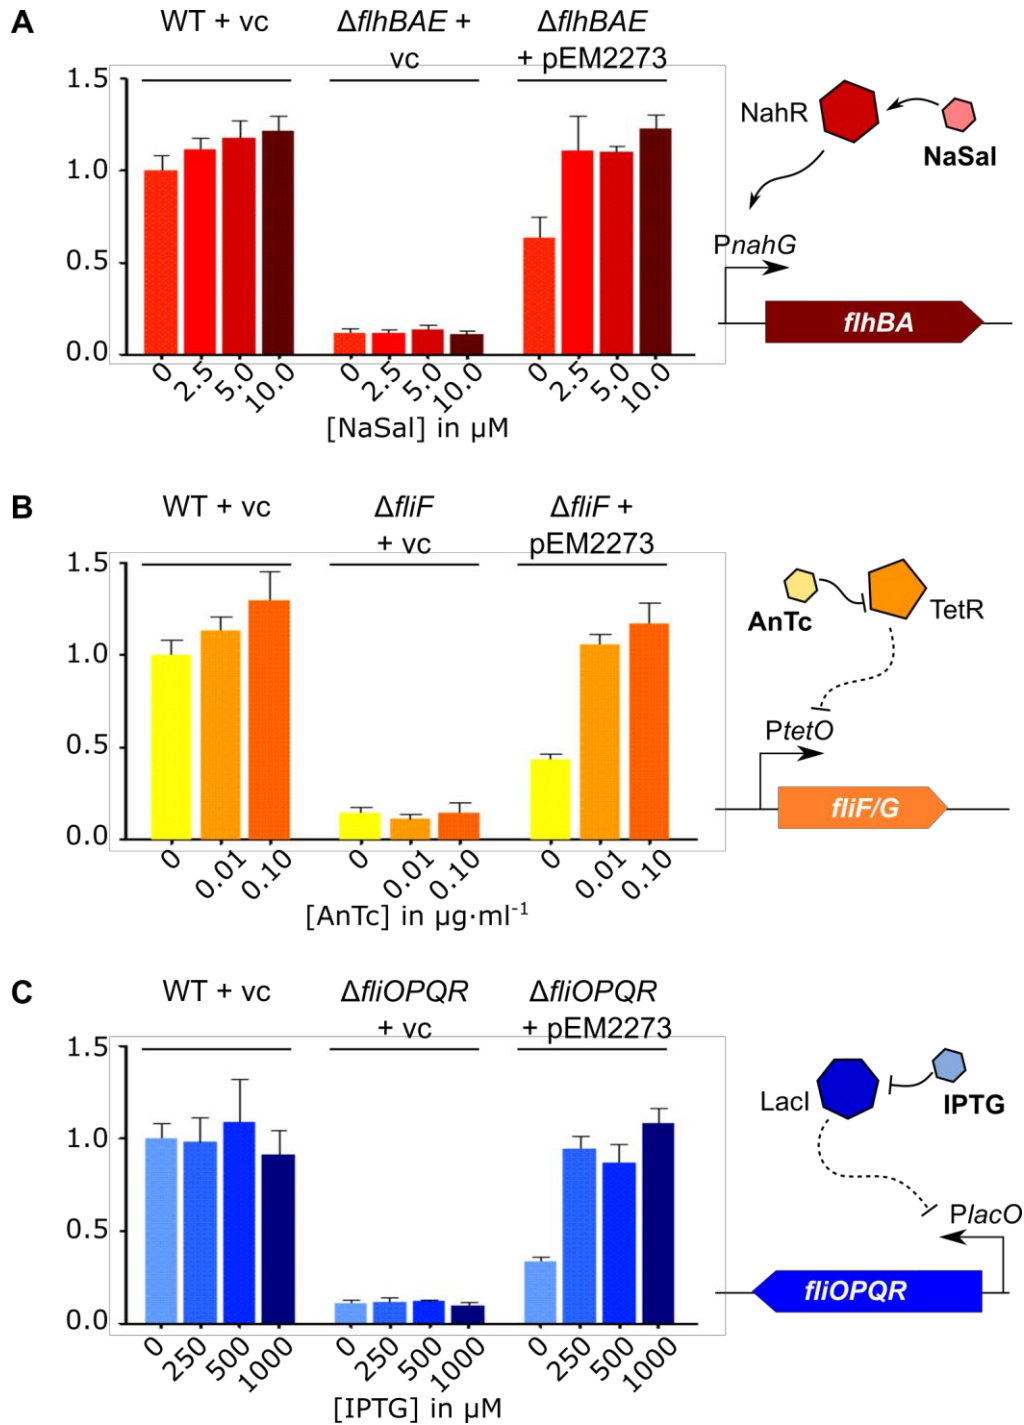 A
WT + vc
ΔflhBAE +
vc
ΔflhBAE
+ pEM2273
1.5
1.0
0.5
0.0
0
2.5
5.0
10.0
0
2.5
5.0
10.0
0
2.5
5.0
10.0
[NaSal] in µM
NahR
NaSal
PnahG
flhBA
B
WT + vc
ΔfliF
+ vc
ΔfliF +
pEM2273
1.5
1.0
0.5
0.0
0
0.01
0.10
0
0.01
0.10
0
0.01
0.10
[AnTc] in µg·ml⁻¹
AnTc
TetR
PtetO
fliF/G
C
WT + vc
ΔfliOPQR
+ vc
ΔfliOPQR
+ pEM2273
1.5
1.0
0.5
0.0
0
250
500
1000
0
250
500
1000
0
250
500
1000
[IPTG] in µM
LacI
IPTG
PlacO
fliOPQR